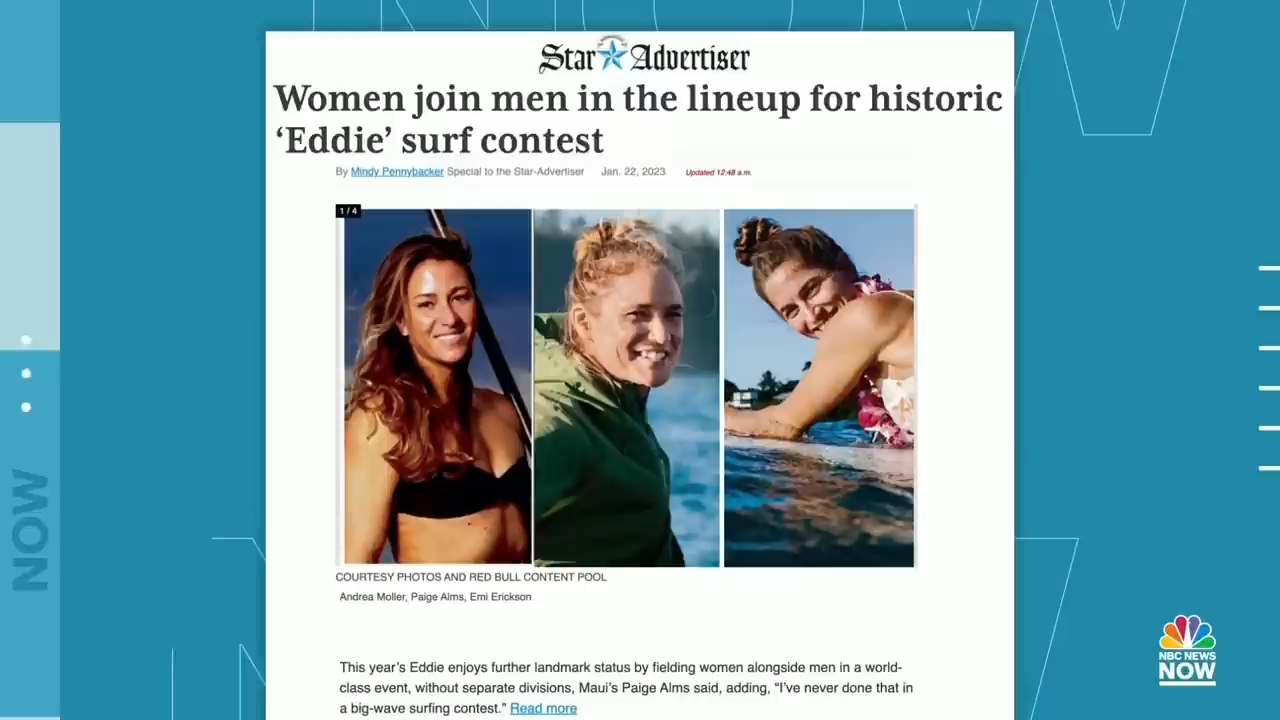 Star Advertiser
Women join men in the lineup for historic
‘Eddie’ surf contest
By Mindy Pennybacker Special to the Star-Advertiser Jan. 22, 2023 Updated 12:48 a.m.
1 / 4
COURTESY PHOTOS AND RED BULL CONTENT POOL
Andrea Moller, Paige Alms, Emi Erickson
This year’s Eddie enjoys further landmark status by fielding women alongside men in a world-
class event, without separate divisions, Maui’s Paige Alms said, adding, “I’ve never done that in
a big-wave surfing contest.” Read more
NOW
NBC NEWS
NOW